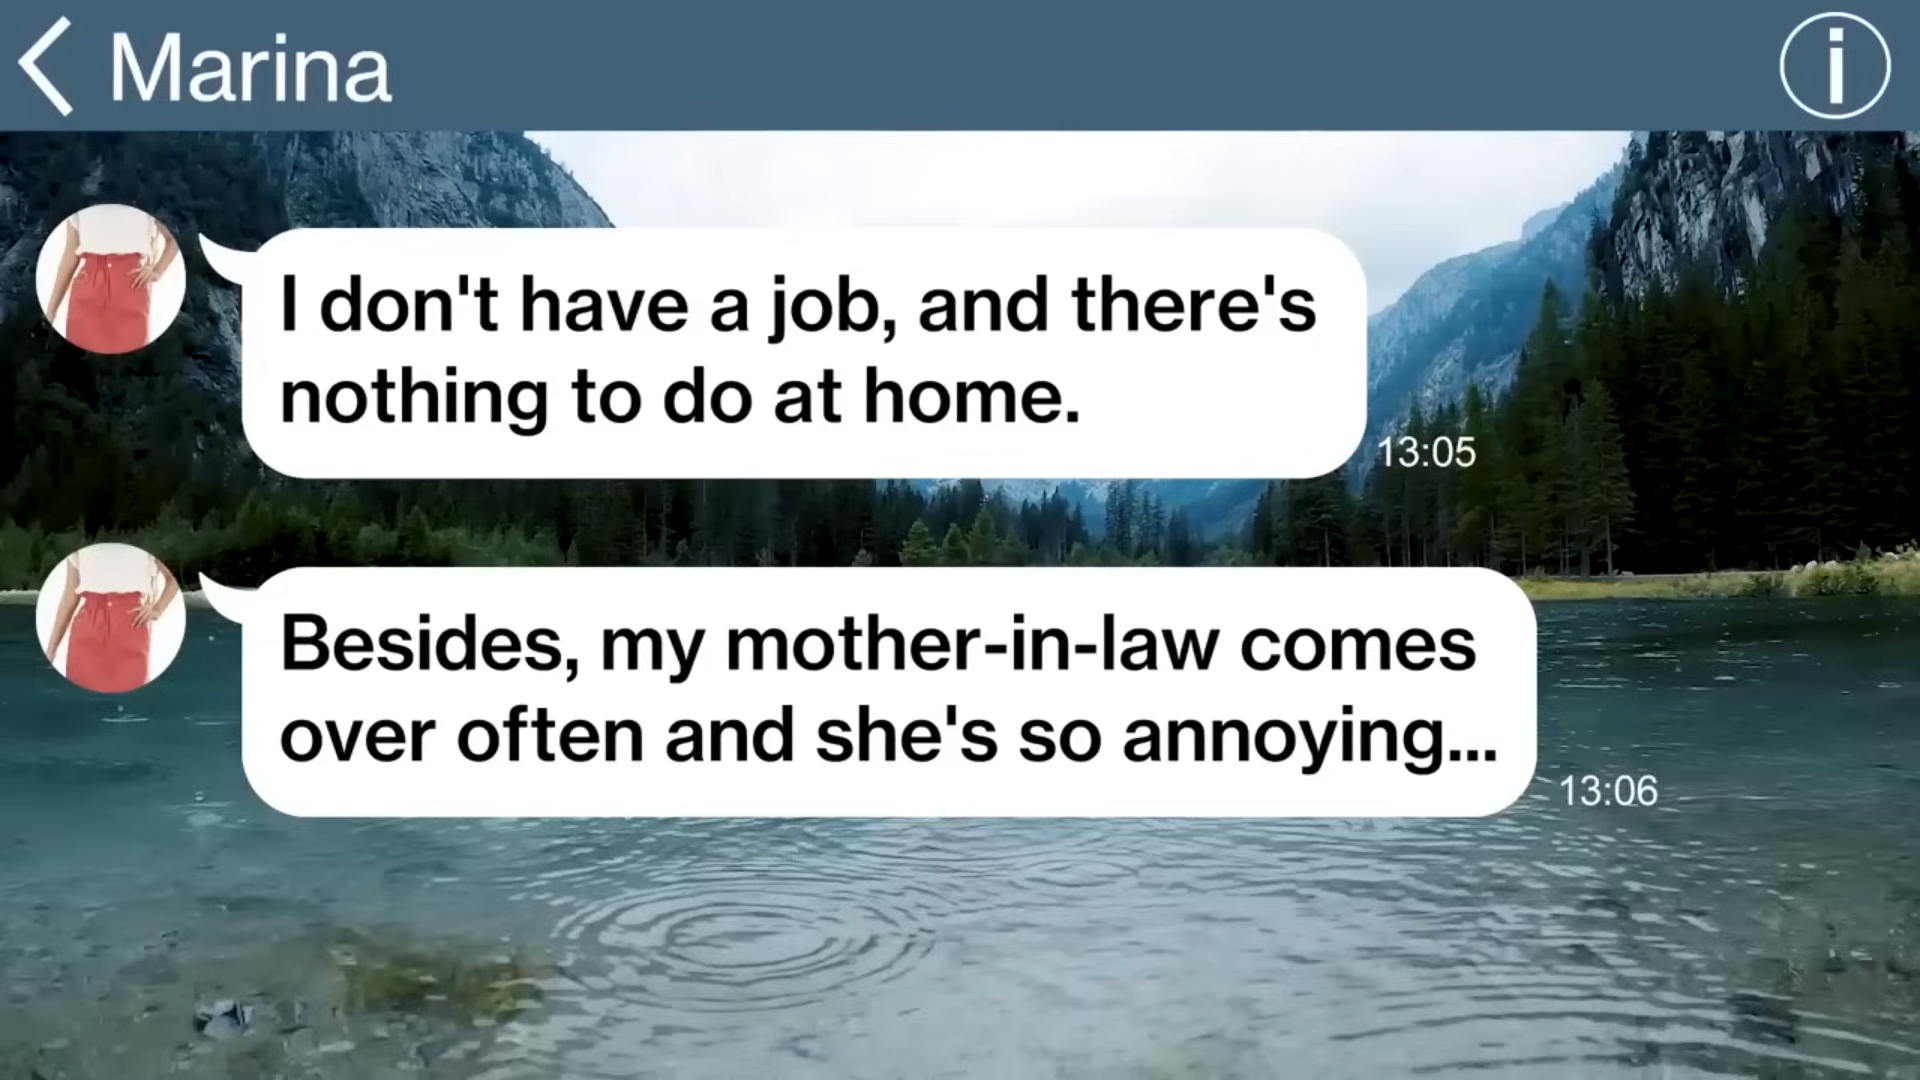 Marina
I don't have a job, and there's
nothing to do at home.
13:05
Besides, my mother-in-law comes
over often and she's so annoying...
13:06